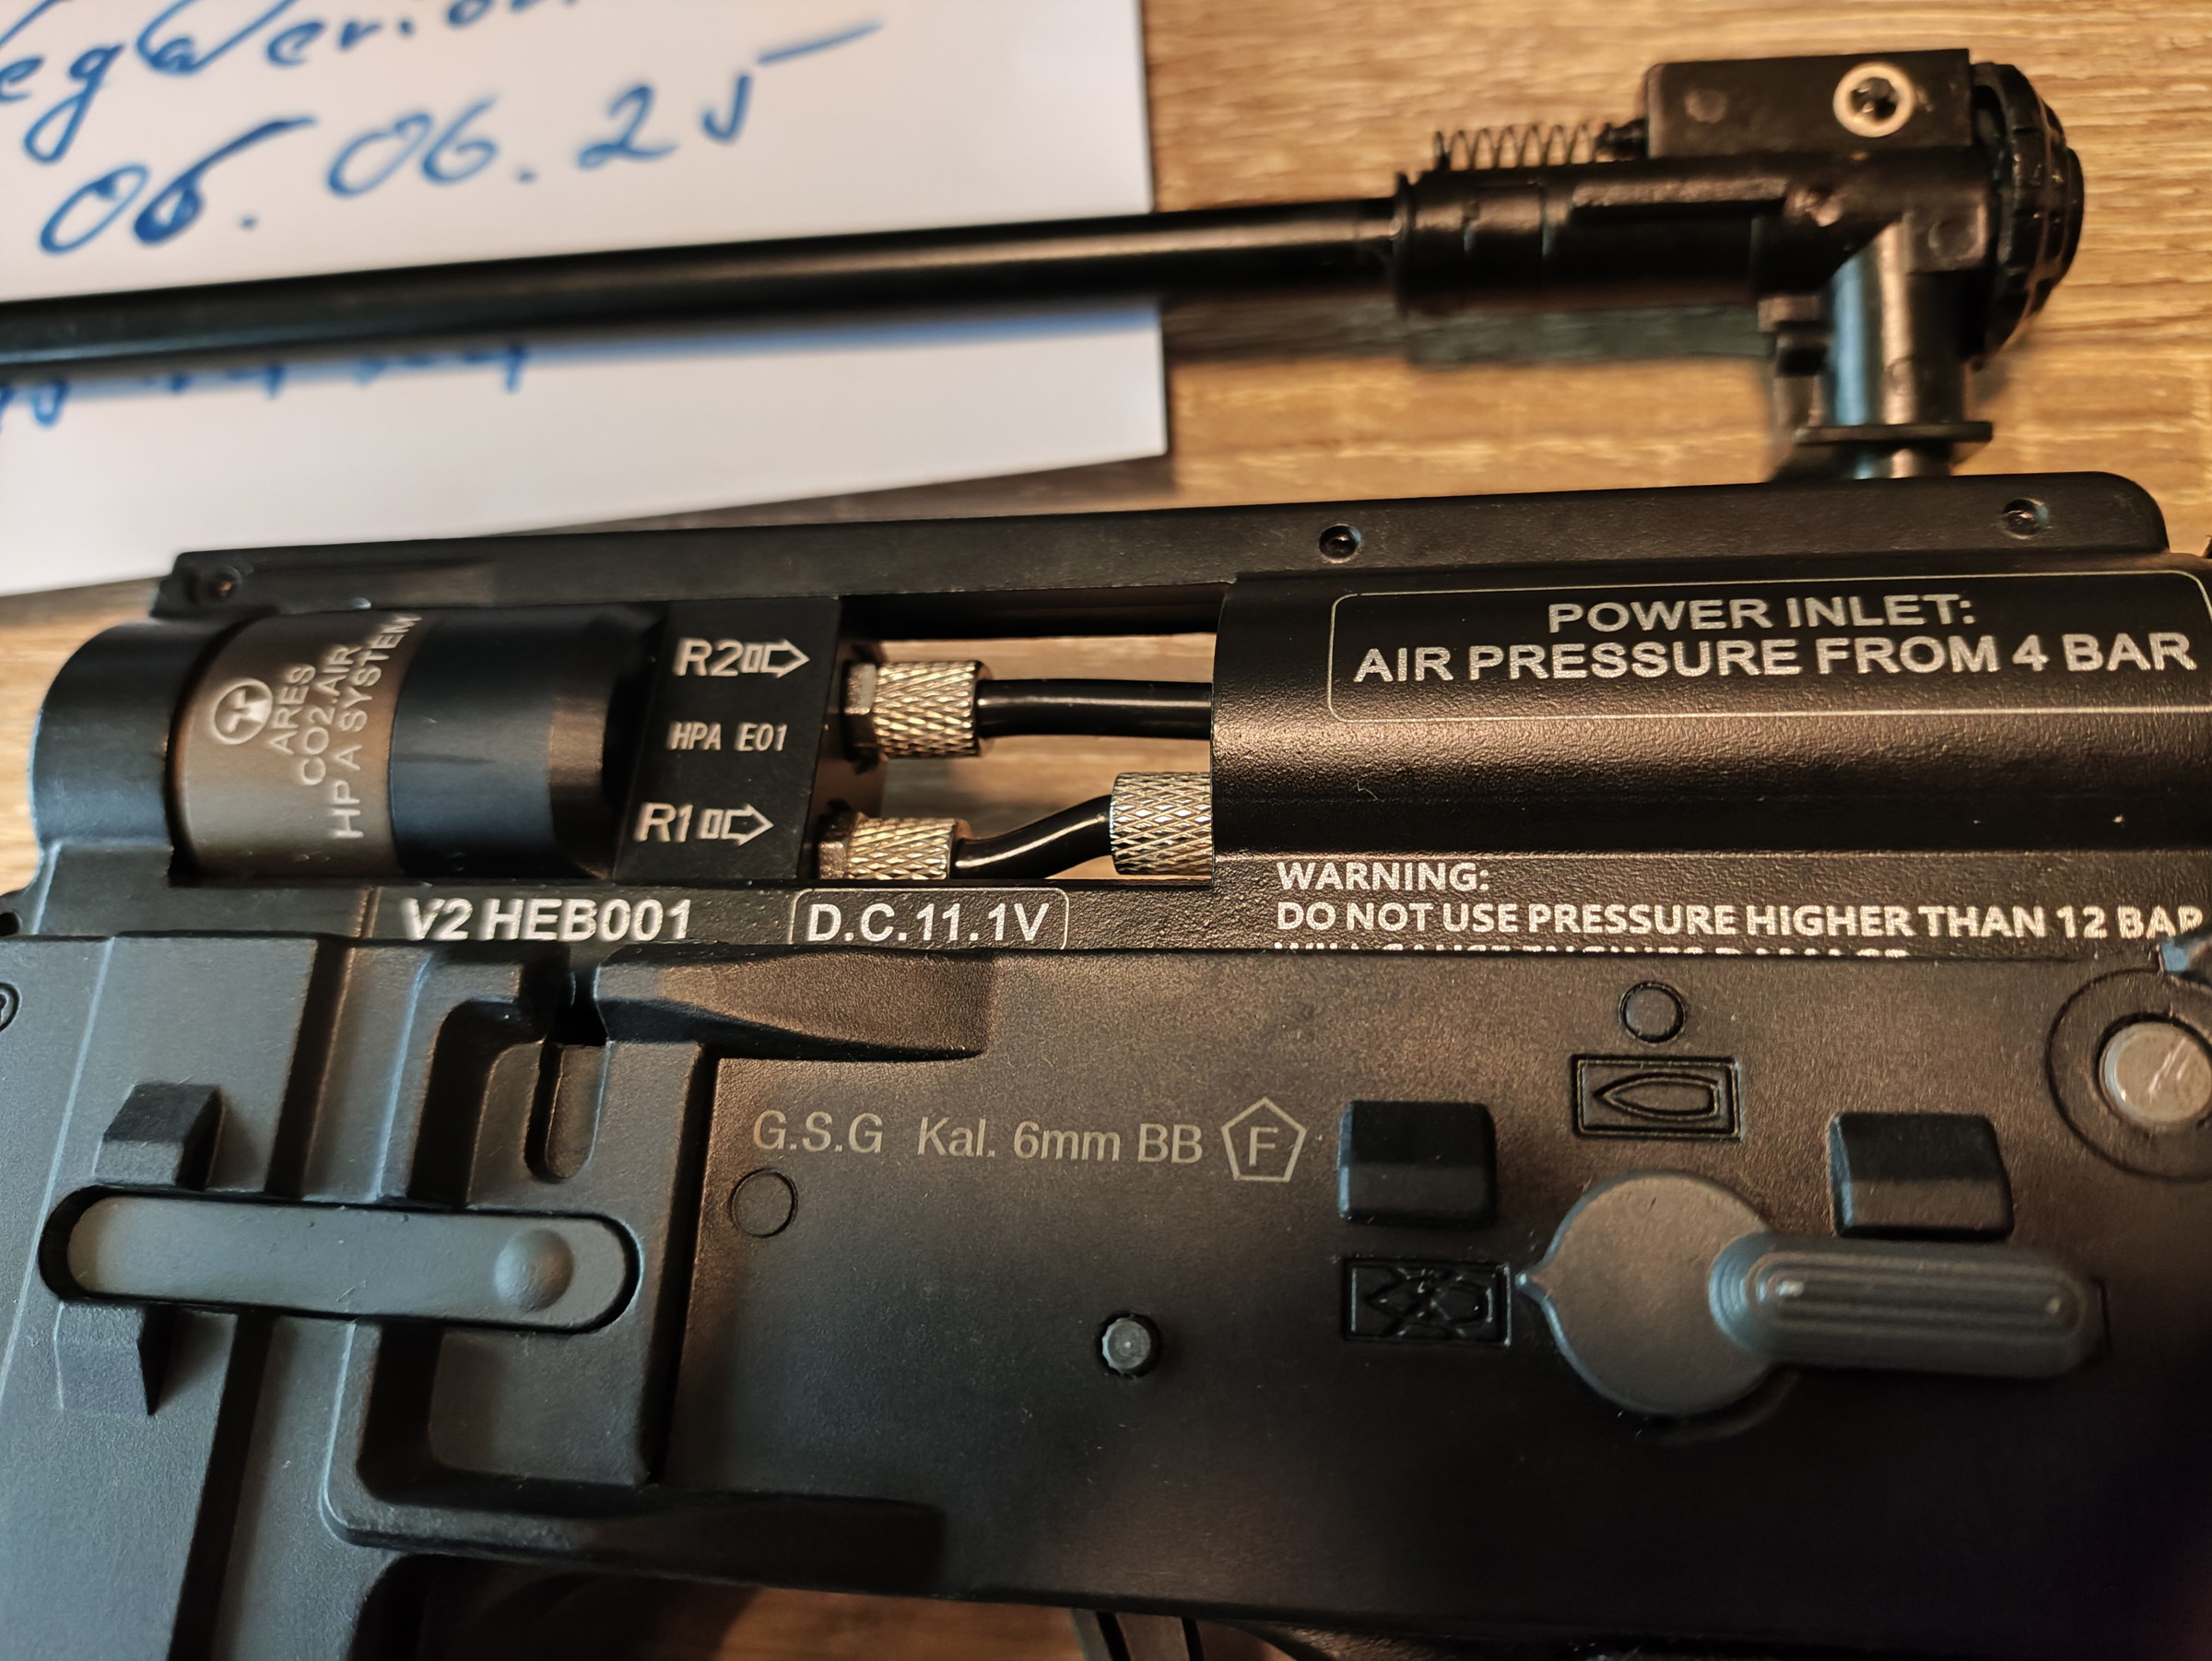 06.06.25
ARES
CO2.AIR
HPA SYSTEM
R2
HPA E01
R1
POWER INLET:
AIR PRESSURE FROM 4 BAR
V2 HEB001
D.C.11.1V
WARNING:
DO NOT USE PRESSURE HIGHER THAN 12 BAR
G.S.G Kal. 6mm BB F